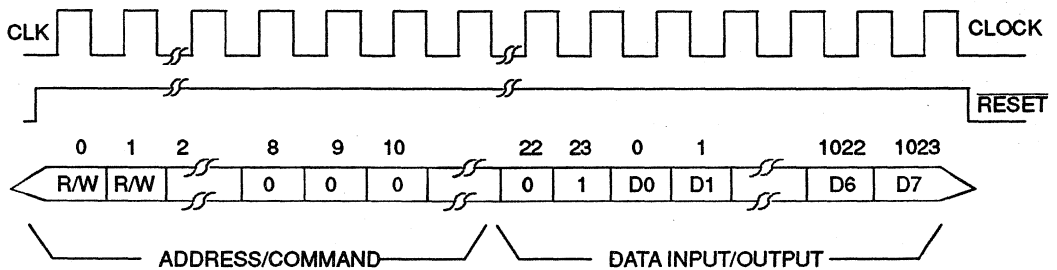 CLK CLOCK
RESET
0 1 2 8 9 10 22 23 0 1 1022 1023
R/W R/W 0 0 0 0 1 D0 D1 D6 D7
ADDRESS/COMMAND DATA INPUT/OUTPUT